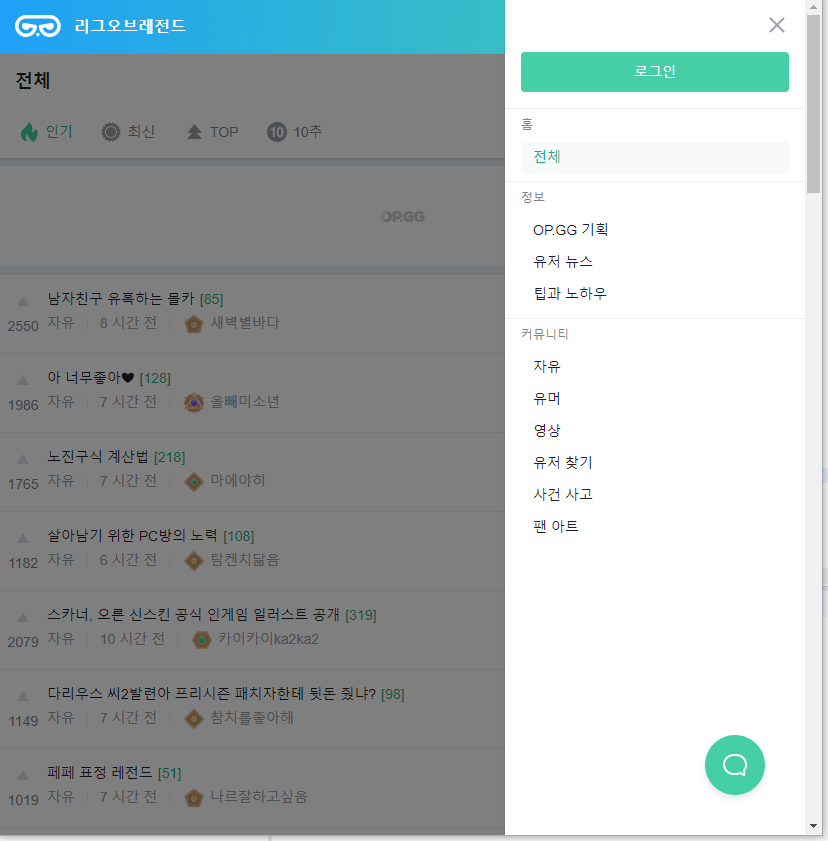 리그오브레전드
전체
인기 최신 TOP 10 10추
OP.GG
남자친구 유혹하는 몰카 [85]
2550 자유 8 시간 전 새벽별바다
아 너무좋아♥ [128]
1986 자유 7 시간 전 올빼미소년
노진구식 계산법 [218]
1765 자유 7 시간 전 마에야히
살아남기 위한 PC방의 노력 [108]
1182 자유 6 시간 전 탐켄치닮음
스카너, 오른 신스킨 공식 인게임 일러스트 공개 [319]
2079 자유 10 시간 전 카이카이ka2ka2
다리우스 씨2발련아 프리시즌 패치자한테 뒷돈 줬냐? [98]
1149 자유 7 시간 전 참치를좋아해
페페 표정 레전드 [51]
1019 자유 7 시간 전 나르잘하고싶음
로그인
홈
전체
정보
OP.GG 기획
유저 뉴스
팁과 노하우
커뮤니티
자유
유머
영상
유저 찾기
사건 사고
팬 아트